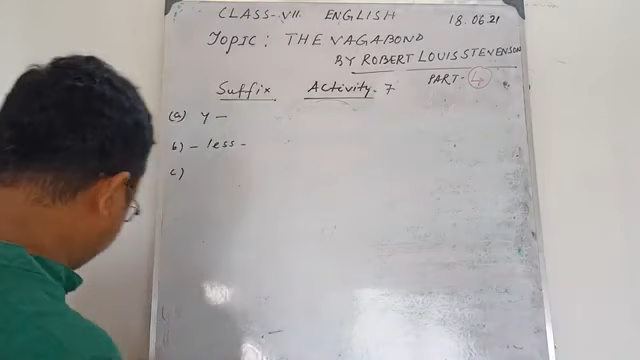 CLASS-VII ENGLISH 18.06.21
Topic: THE VAGABOND
BY ROBERT LOUIS STEVENSON
PART-4
Suffix Activity-7
(a) Y -
b) - less -
c)